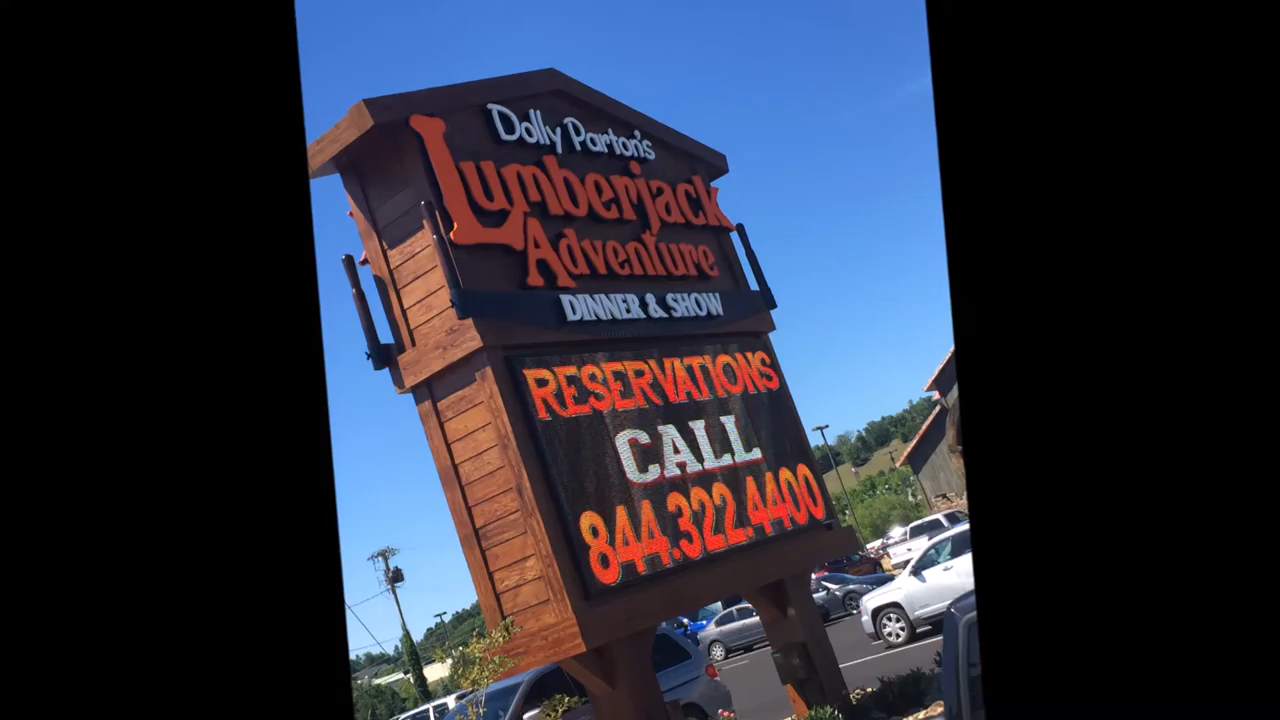 Dolly Parton's
Lumberjack
Adventure
DINNER & SHOW
RESERVATIONS
CALL
844.322.4400